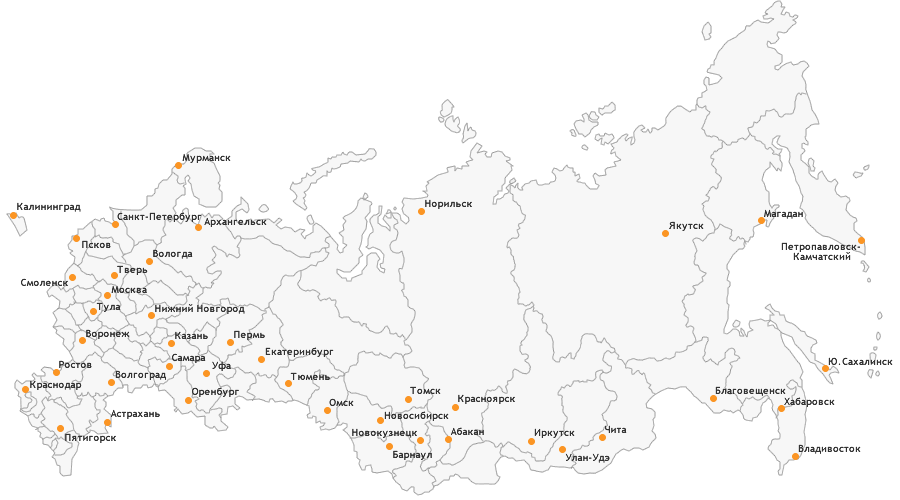 Мурманск
Калининград
Санкт-Петербург
Архангельск
Норильск
Магадан
Якутск
Петропавловск-
Камчатский
Псков
Вологда
Тверь
Смоленск
Москва
Тула
Нижний Новгород
Воронеж
Казань
Пермь
Екатеринбург
Самара
Уфа
Ростов
Волгоград
Тюмень
Ю.Сахалинск
Краснодар
Оренбург
Омск
Томск
Красноярск
Благовещенск
Хабаровск
Астрахань
Новосибирск
Пятигорск
Новокузнецк
Абакан
Иркутск
Чита
Барнаул
Улан-Удэ
Владивосток